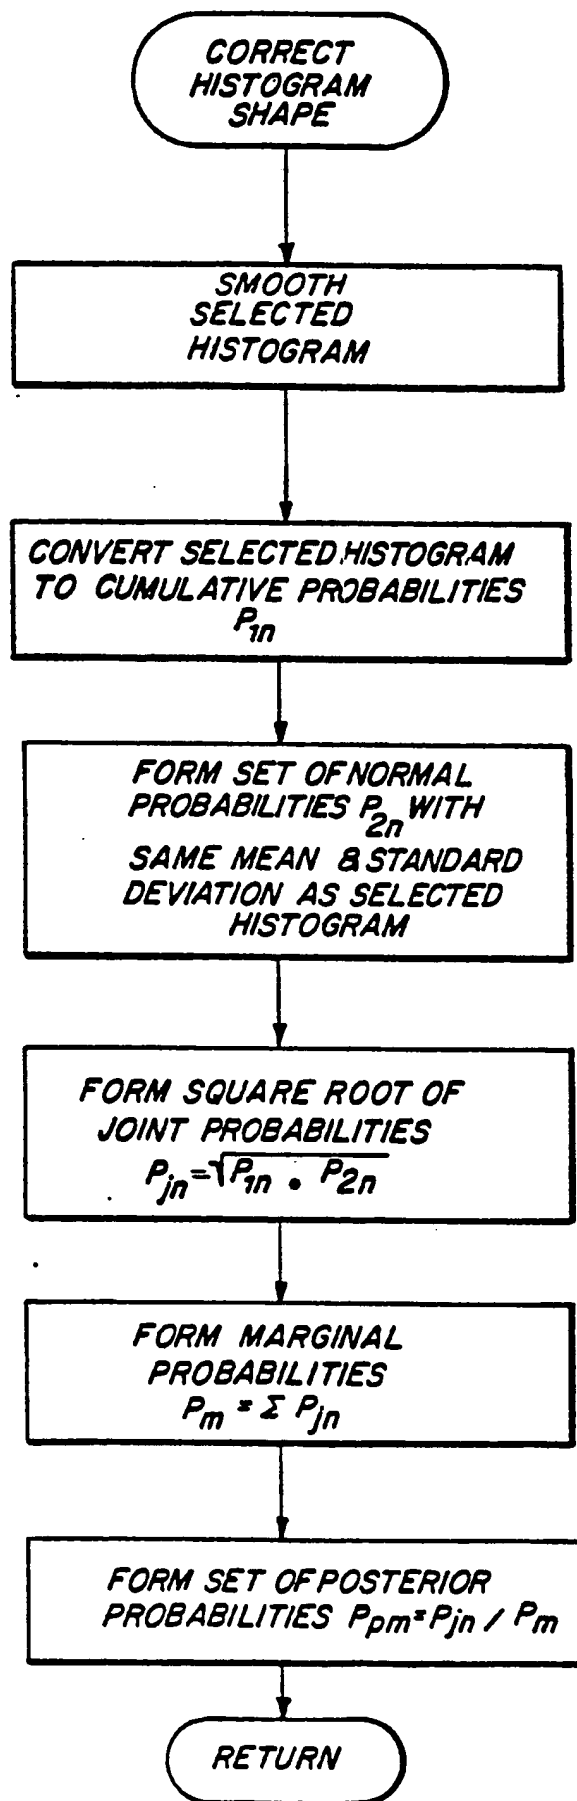 CORRECT
HISTOGRAM
SHAPE
SMOOTH
SELECTED
HISTOGRAM
CONVERT SELECTED HISTOGRAM
TO CUMULATIVE PROBABILITIES
P1n
FORM SET OF NORMAL
PROBABILITIES P2n WITH
SAME MEAN & STANDARD
DEVIATION AS SELECTED
HISTOGRAM
FORM SQUARE ROOT OF
JOINT PROBABILITIES
Pjn=√P1n • P2n
FORM MARGINAL
PROBABILITIES
Pm = Σ Pjn
FORM SET OF POSTERIOR
PROBABILITIES Ppm=Pjn / Pm
RETURN